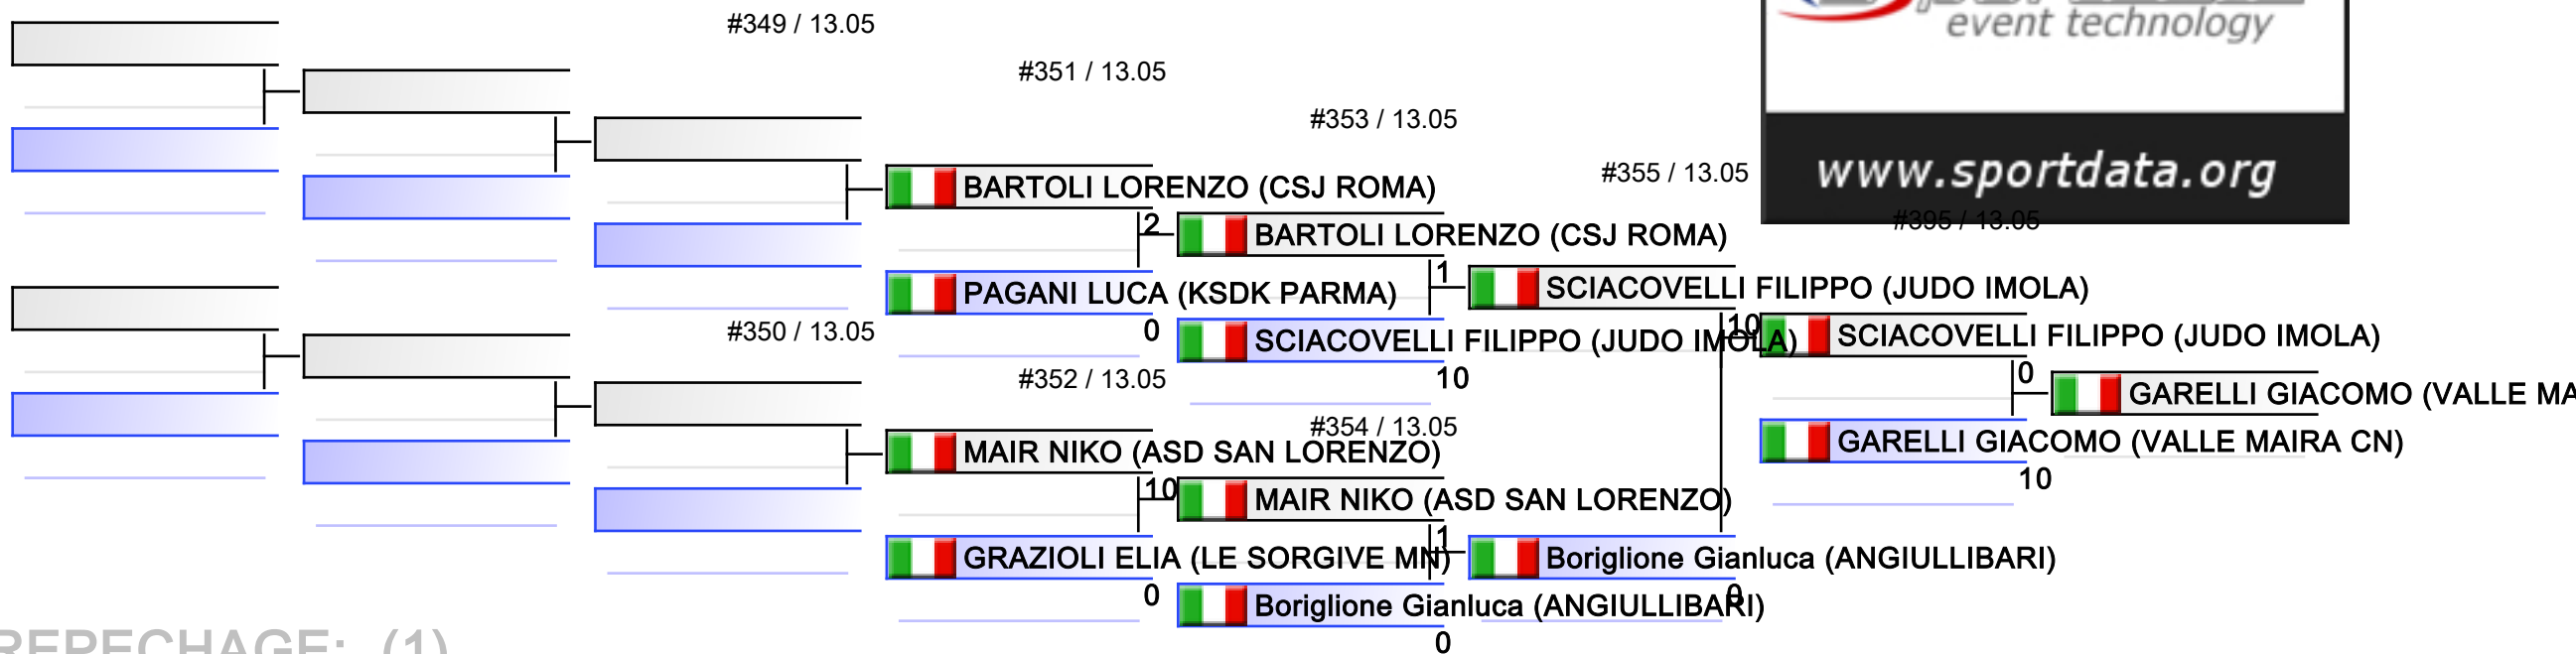 #349 / 13.05
event technology
#351 / 13.05
#353 / 13.05
#355 / 13.05
www.sportdata.org
#395 / 13.05
BARTOLI LORENZO (CSJ ROMA)
2
BARTOLI LORENZO (CSJ ROMA)
1
PAGANI LUCA (KSDK PARMA)
0
SCIACOVELLI FILIPPO (JUDO IMOLA)
10
SCIACOVELLI FILIPPO (JUDO IMOLA)
10
SCIACOVELLI FILIPPO (JUDO IMOLA)
0
GARELLI GIACOMO (VALLE MA
GARELLI GIACOMO (VALLE MAIRA CN)
10
#350 / 13.05
#352 / 13.05
#354 / 13.05
MAIR NIKO (ASD SAN LORENZO)
10
MAIR NIKO (ASD SAN LORENZO)
1
GRAZIOLI ELIA (LE SORGIVE MN)
0
Boriglione Gianluca (ANGIULLIBARI)
0
Boriglione Gianluca (ANGIULLIBARI)
0
REPECHAGE: (1)